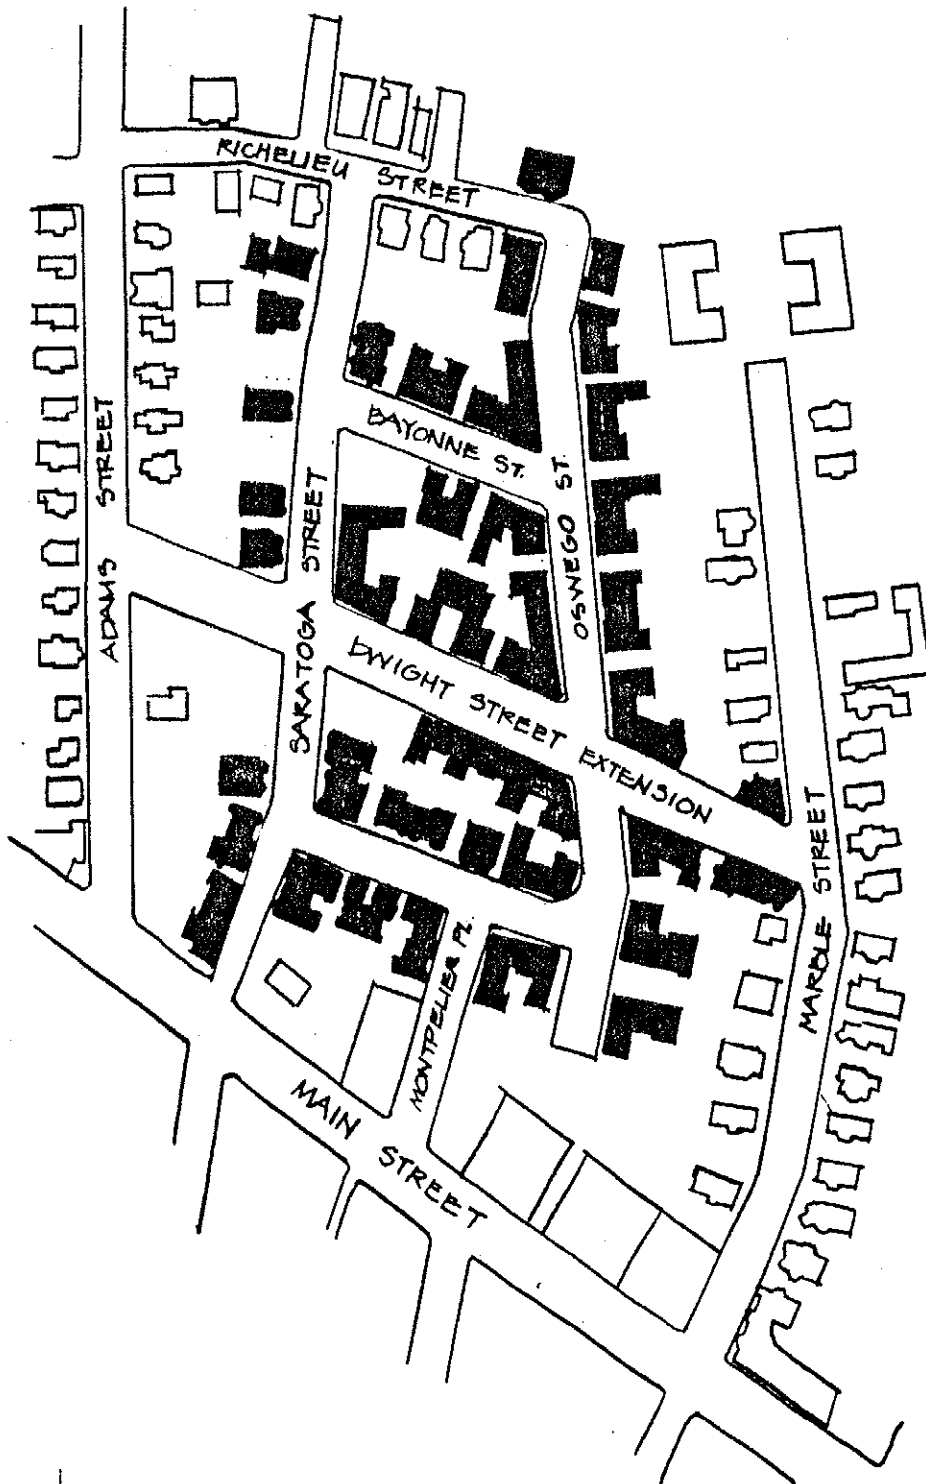 RICHELIEU STREET
ADAMS STREET
BAYONNE ST.
SARATOGA STREET
OSWEGO ST.
DWIGHT STREET EXTENSION
MONTPELIER PL.
MARBLE STREET
MAIN STREET